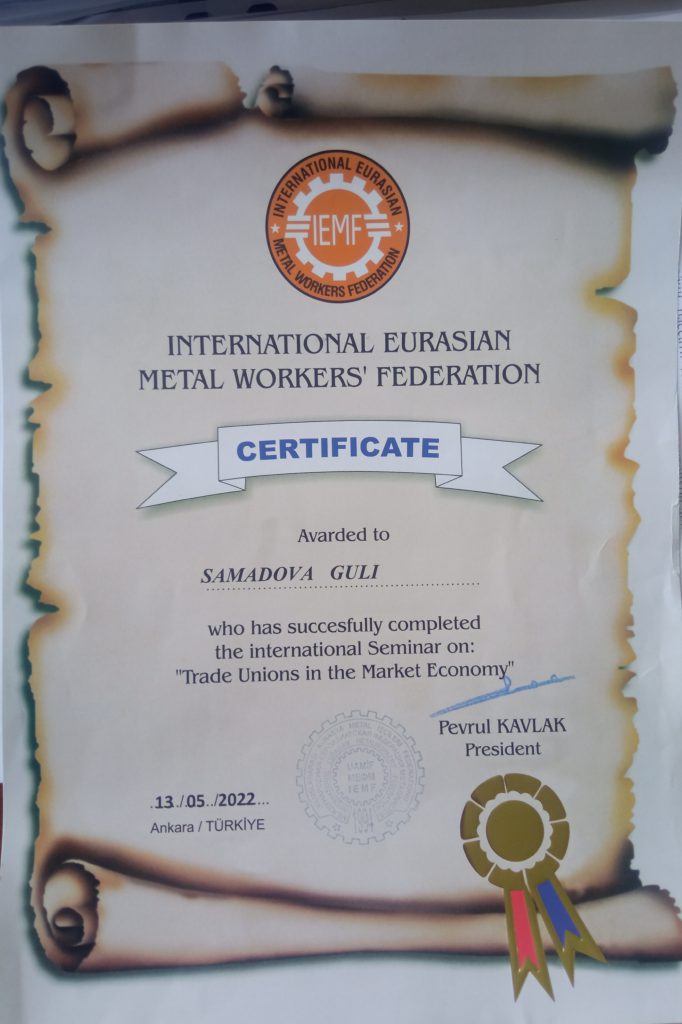 INTERNATIONAL EURASIAN
IEMF
METAL WORKERS FEDERATION
INTERNATIONAL EURASIAN
METAL WORKERS' FEDERATION
CERTIFICATE
Awarded to
SAMADOVA GULI
who has succesfully completed
the international Seminar on:
"Trade Unions in the Market Economy"
Pevrul KAVLAK
President
IEMF
.13./05../2022...
Ankara / TÜRKİYE